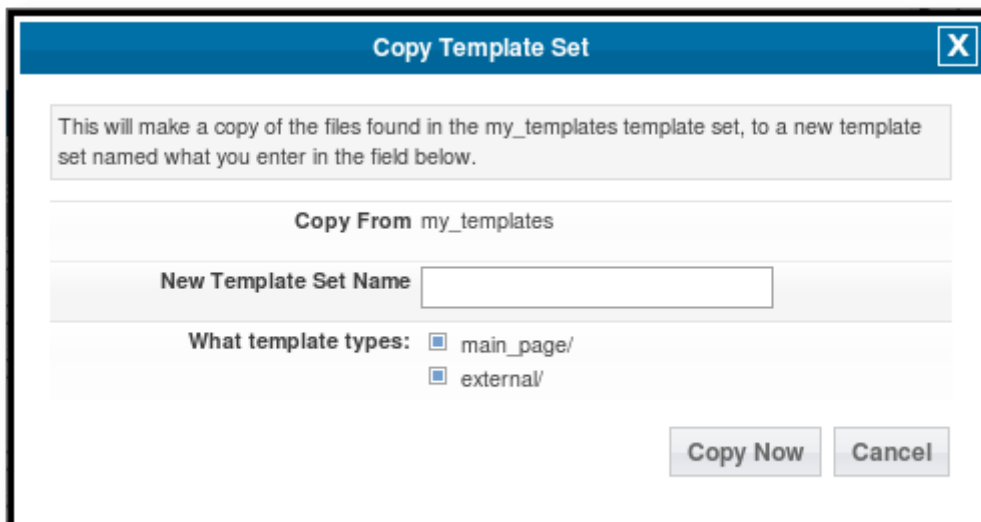 Copy Template Set
X
This will make a copy of the files found in the my_templates template set, to a new template
set named what you enter in the field below.
Copy From my_templates
New Template Set Name
What template types: main_page/
external/
Copy Now Cancel